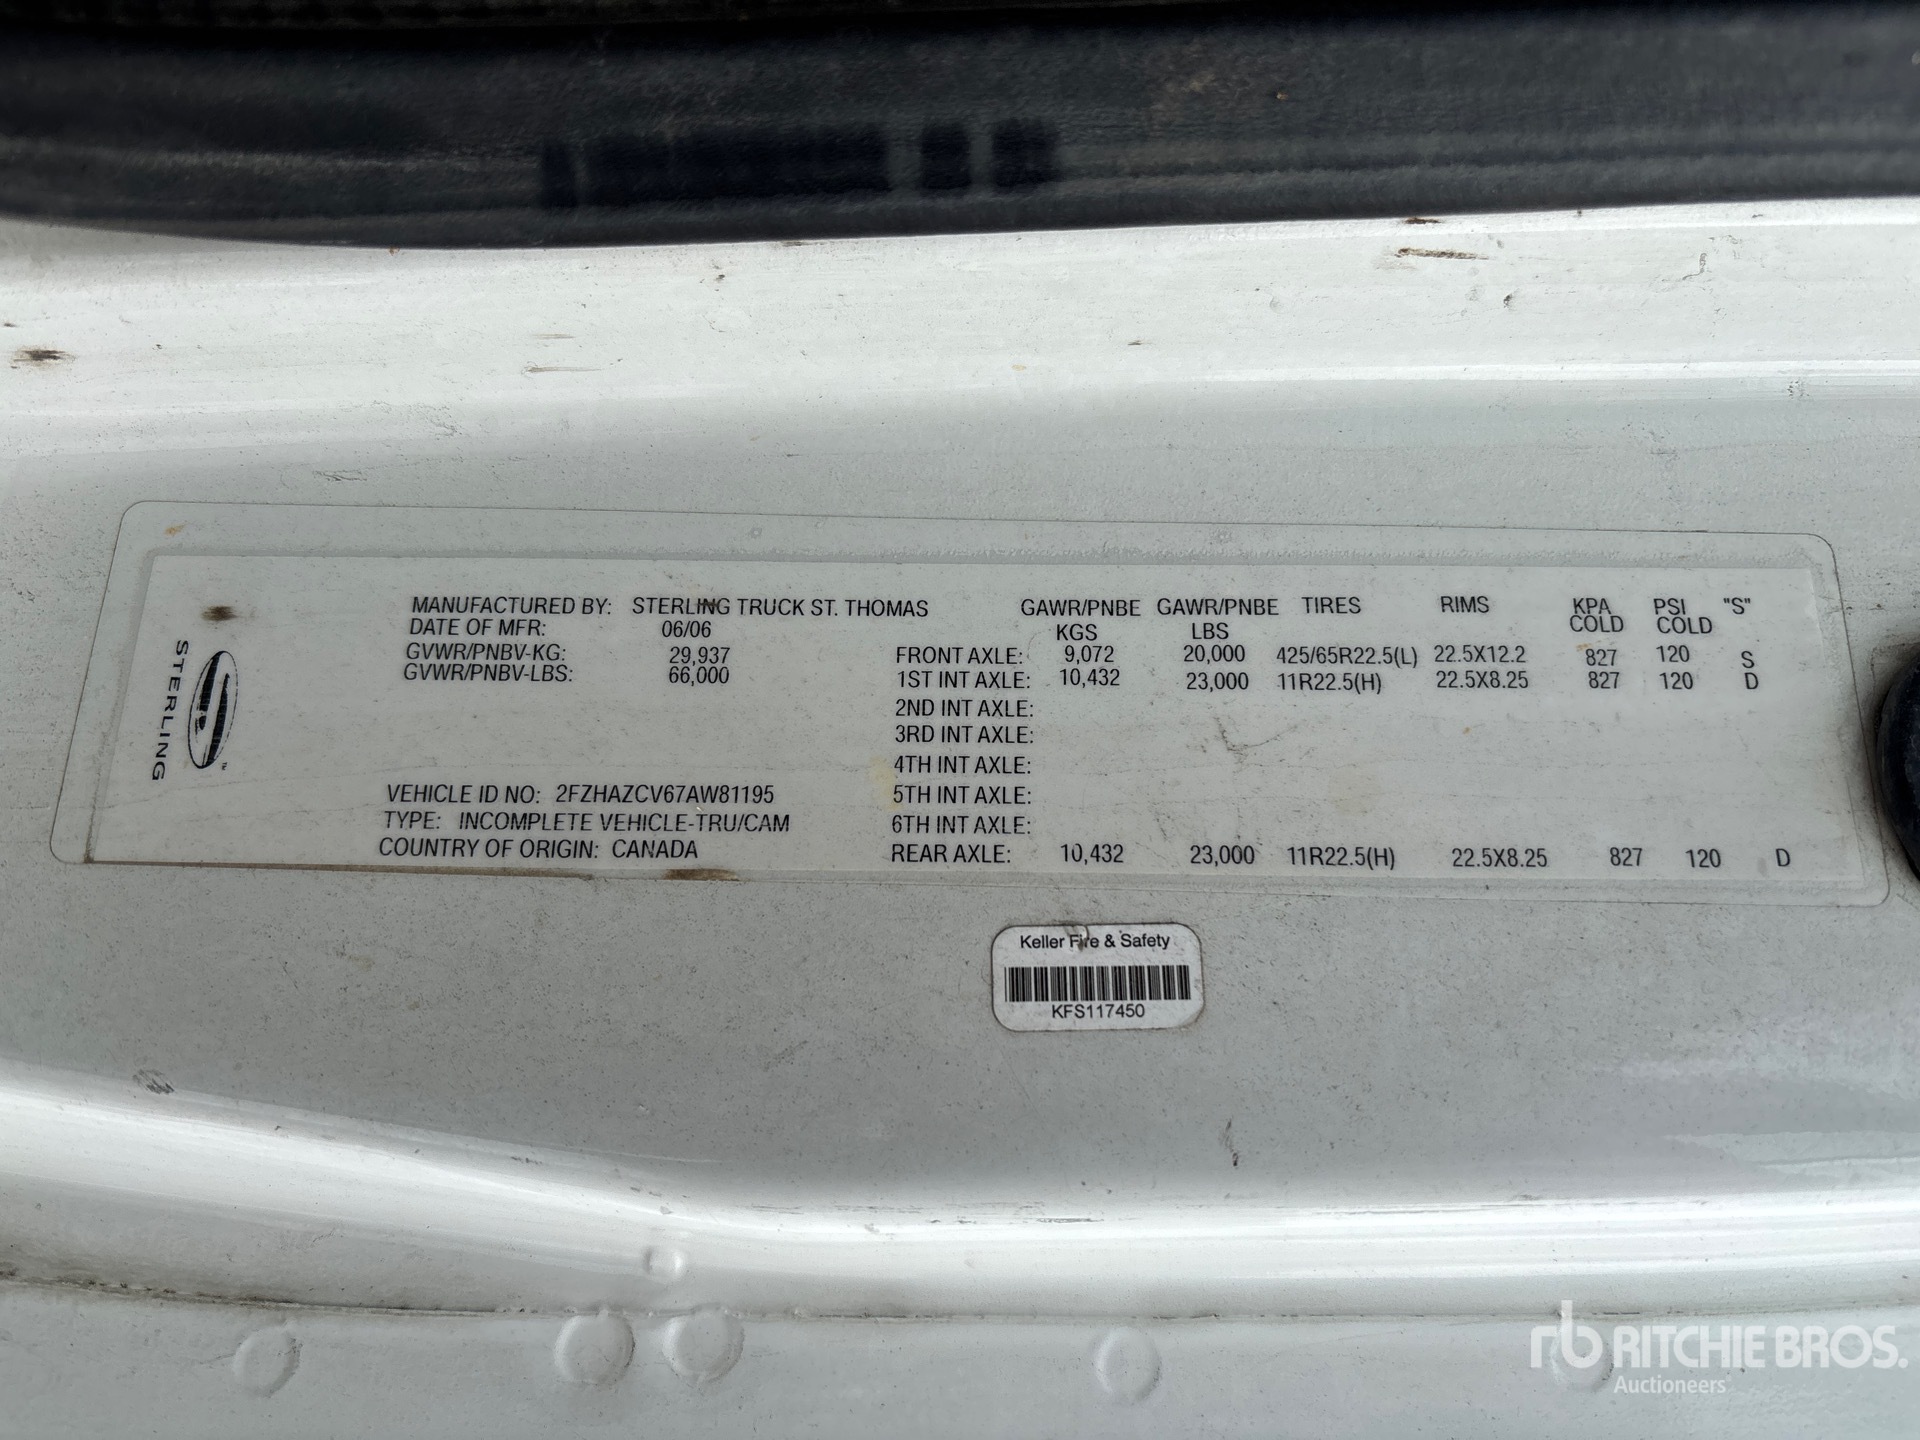 STERLING
MANUFACTURED BY: STERLING TRUCK ST. THOMAS
DATE OF MFR: 06/06
GVWR/PNBV-KG: 29,937
GVWR/PNBV-LBS: 66,000
VEHICLE ID NO: 2FZHAZCV67AW81195
TYPE: INCOMPLETE VEHICLE-TRU/CAM
COUNTRY OF ORIGIN: CANADA
GAWR/PNBE KGS GAWR/PNBE LBS TIRES RIMS KPA COLD PSI COLD "S"
FRONT AXLE: 9,072 20,000 425/65R22.5(L) 22.5X12.2 827 120 S
1ST INT AXLE: 10,432 23,000 11R22.5(H) 22.5X8.25 827 120 D
2ND INT AXLE:
3RD INT AXLE:
4TH INT AXLE:
5TH INT AXLE:
6TH INT AXLE:
REAR AXLE: 10,432 23,000 11R22.5(H) 22.5X8.25 827 120 D
Keller Fire & Safety
KFS117450
rb RITCHIE BROS.
Auctioneers